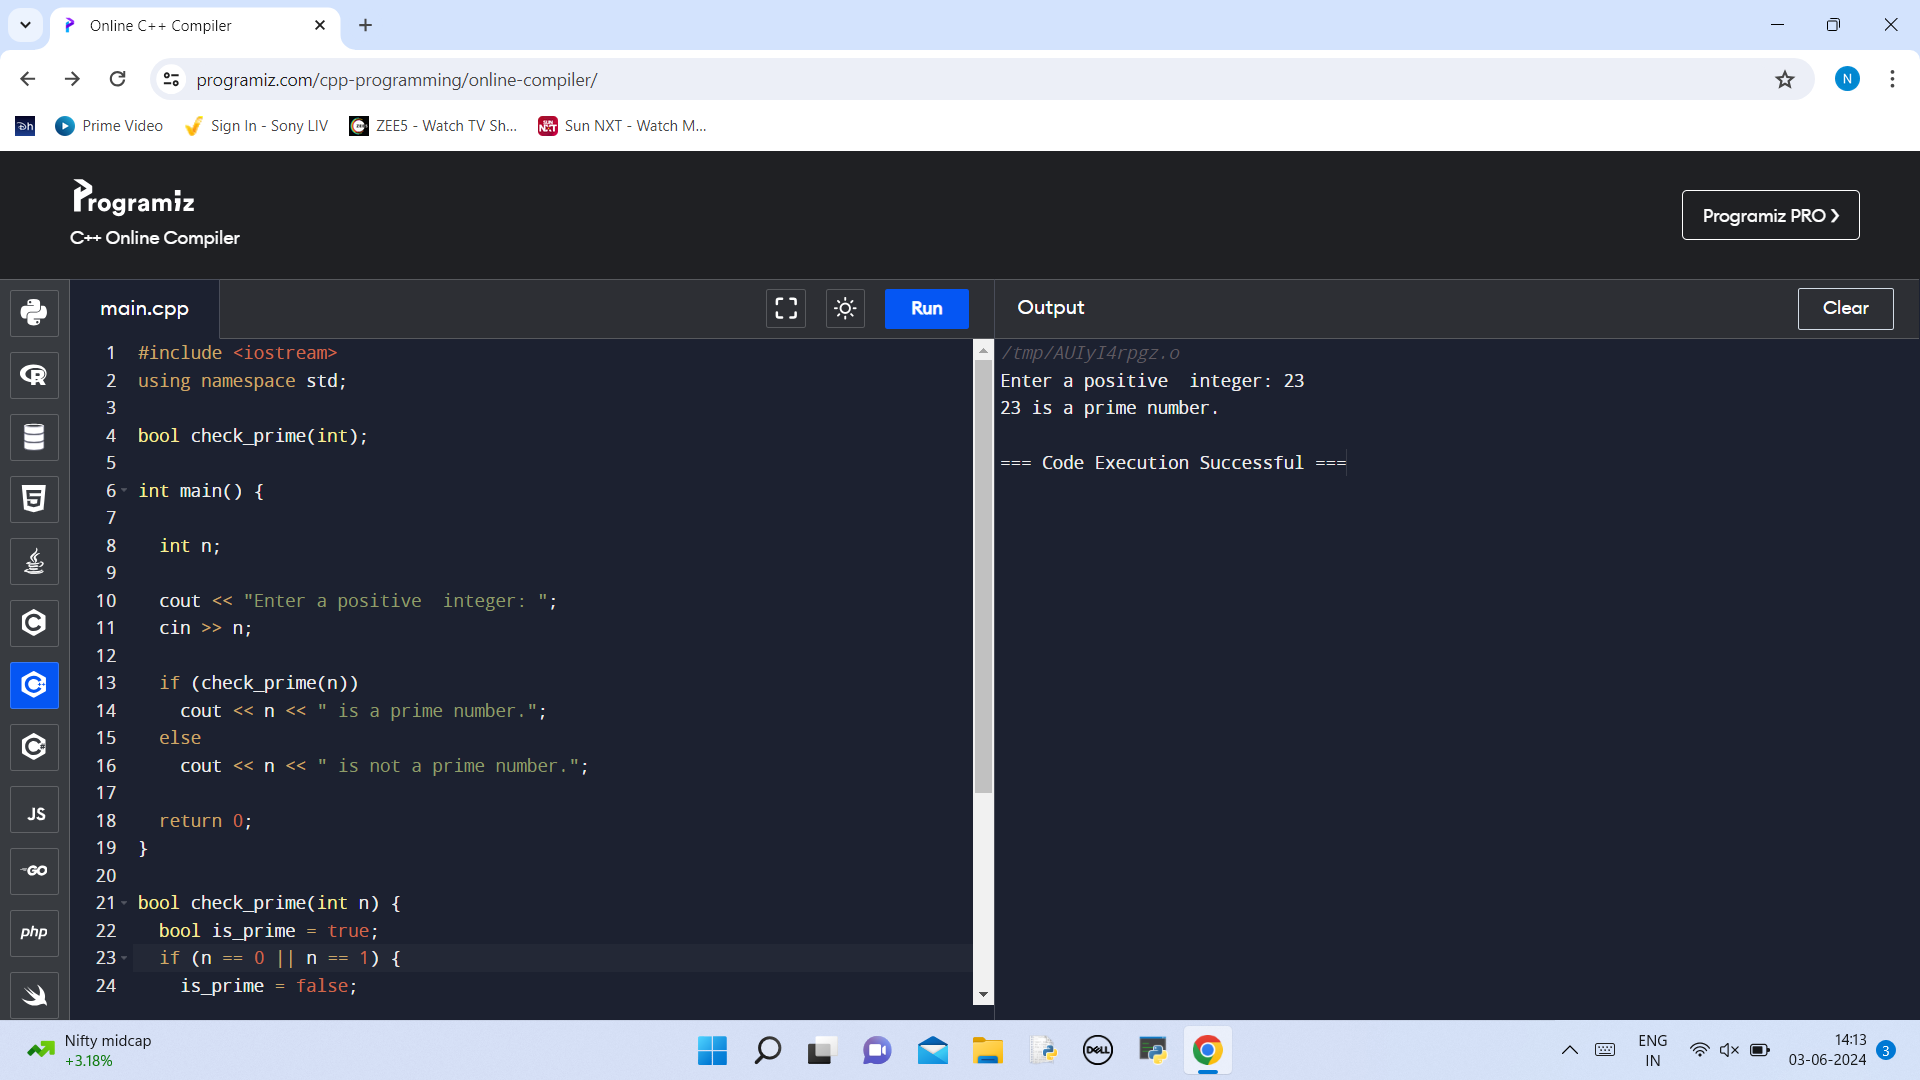 Online C++ Compiler
programiz.com/cpp-programming/online-compiler/
N
Dh
Prime Video
Sign In - Sony LIV
ZEE5 - Watch TV Sh...
Sun NXT - Watch M...
Programiz
C++ Online Compiler
Programiz PRO ❯
main.cpp
Run
Output
Clear
1 #include <iostream>
2 using namespace std;
3
4 bool check_prime(int);
5
6 int main() {
7
8   int n;
9
10   cout << "Enter a positive  integer: ";
11   cin >> n;
12
13   if (check_prime(n))
14     cout << n << " is a prime number.";
15   else
16     cout << n << " is not a prime number.";
17
18   return 0;
19 }
20
21 bool check_prime(int n) {
22   bool is_prime = true;
23   if (n == 0 || n == 1) {
24     is_prime = false;
/tmp/AUIyI4rpgz.o
Enter a positive  integer: 23
23 is a prime number.
=== Code Execution Successful ===
R
5
C
C
C
JS
GO
php
Nifty midcap
+3.18%
DELL
ENG
IN
14:13
03-06-2024
3